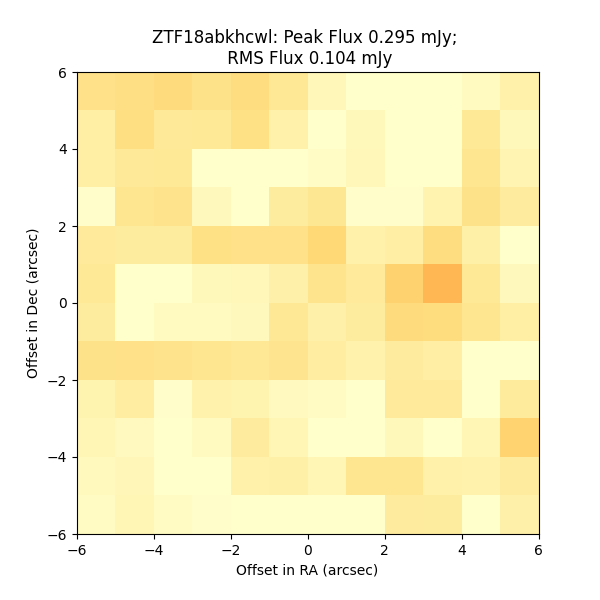 ZTF18abkhcwl: Peak Flux 0.295 mJy;
RMS Flux 0.104 mJy
6
4
2
0
−2
−4
−6
Offset in Dec (arcsec)
−6 −4 −2 0 2 4 6
Offset in RA (arcsec)